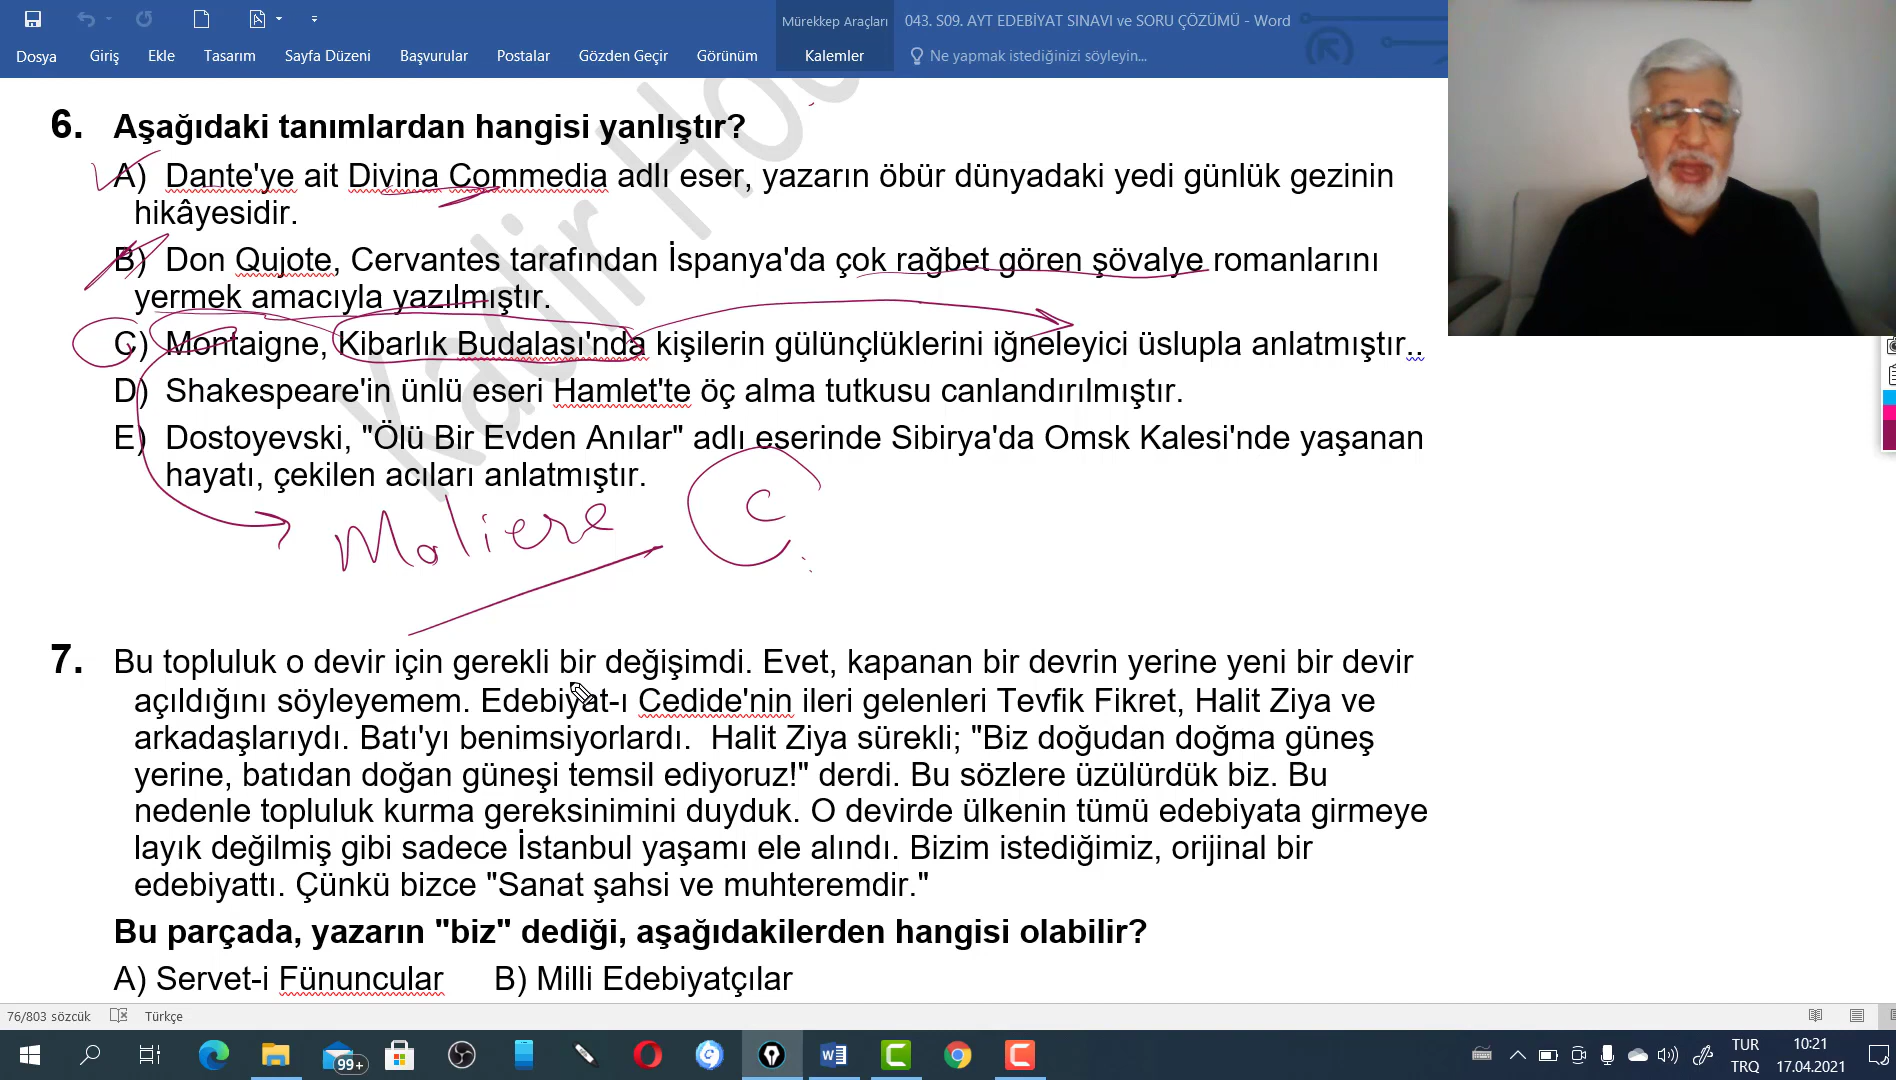 Mürekkep Araçları
043. S09. AYT EDEBİYAT SINAVI ve SORU ÇÖZÜMÜ - Word
Dosya Giriş Ekle Tasarım Sayfa Düzeni Başvurular Postalar Gözden Geçir Görünüm Kalemler Ne yapmak istediğinizi söyleyin...
6. Aşağıdaki tanımlardan hangisi yanlıştır?
A) Dante'ye ait Divina Commedia adlı eser, yazarın öbür dünyadaki yedi günlük gezinin
hikâyesidir.
B) Don Qujote, Cervantes tarafından İspanya'da çok rağbet gören şövalye romanlarını
yermek amacıyla yazılmıştır.
C) Montaigne, Kibarlık Budalası'nda kişilerin gülünçlüklerini iğneleyici üslupla anlatmıştır..
D) Shakespeare'in ünlü eseri Hamlet'te öç alma tutkusu canlandırılmıştır.
E) Dostoyevski, "Ölü Bir Evden Anılar" adlı eserinde Sibirya'da Omsk Kalesi'nde yaşanan
hayatı, çekilen acıları anlatmıştır.
Moliere C
7. Bu topluluk o devir için gerekli bir değişimdi. Evet, kapanan bir devrin yerine yeni bir devir
açıldığını söyleyemem. Edebiyat-ı Cedide'nin ileri gelenleri Tevfik Fikret, Halit Ziya ve
arkadaşlarıydı. Batı'yı benimsiyorlardı. Halit Ziya sürekli; "Biz doğudan doğma güneş
yerine, batıdan doğan güneşi temsil ediyoruz!" derdi. Bu sözlere üzülürdük biz. Bu
nedenle topluluk kurma gereksinimini duyduk. O devirde ülkenin tümü edebiyata girmeye
layık değilmiş gibi sadece İstanbul yaşamı ele alındı. Bizim istediğimiz, orijinal bir
edebiyattı. Çünkü bizce "Sanat şahsi ve muhteremdir."
Bu parçada, yazarın "biz" dediği, aşağıdakilerden hangisi olabilir?
A) Servet-i Fünuncular B) Milli Edebiyatçılar
Kadir Hoc
76/803 sözcük Türkçe
99+
TUR 10:21
TRQ 17.04.2021